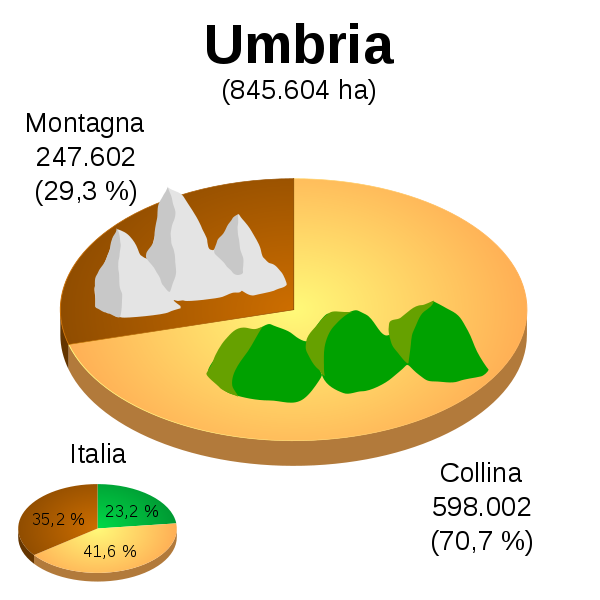 Umbria
(845.604 ha)
Montagna
247.602
(29,3 %)
Italia
35,2 %
23,2 %
41,6 %
Collina
598.002
(70,7 %)